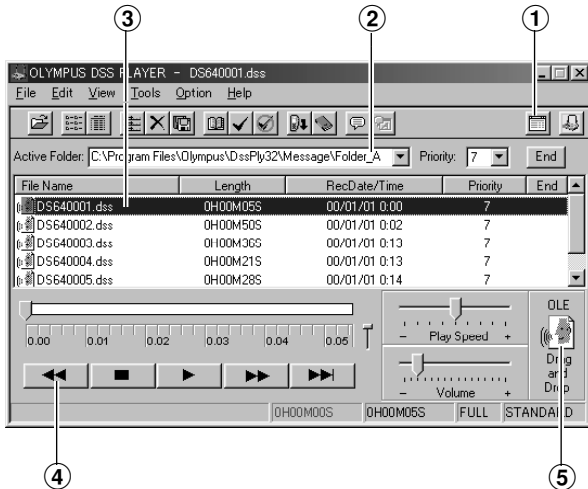 ③ ② ①
OLYMPUS DSS PLAYER - DS640001.dss
File Edit View Tools Option Help
Active Folder: C:\Program Files\Olympus\DssPly32\Message\Folder_A Priority: 7 End
File Name Length RecDate/Time Priority End
DS640001.dss 0H00M05S 00/01/01 0:00 7
DS640002.dss 0H00M50S 00/01/01 0:02 7
DS640003.dss 0H00M36S 00/01/01 0:13 7
DS640004.dss 0H00M21S 00/01/01 0:13 7
DS640005.dss 0H00M28S 00/01/01 0:14 7
0.00 0.01 0.02 0.03 0.04 0.05
- Play Speed +
- Volume +
OLE
Drag
and
Drop
0H00M00S 0H00M05S FULL STANDARD
④ ⑤